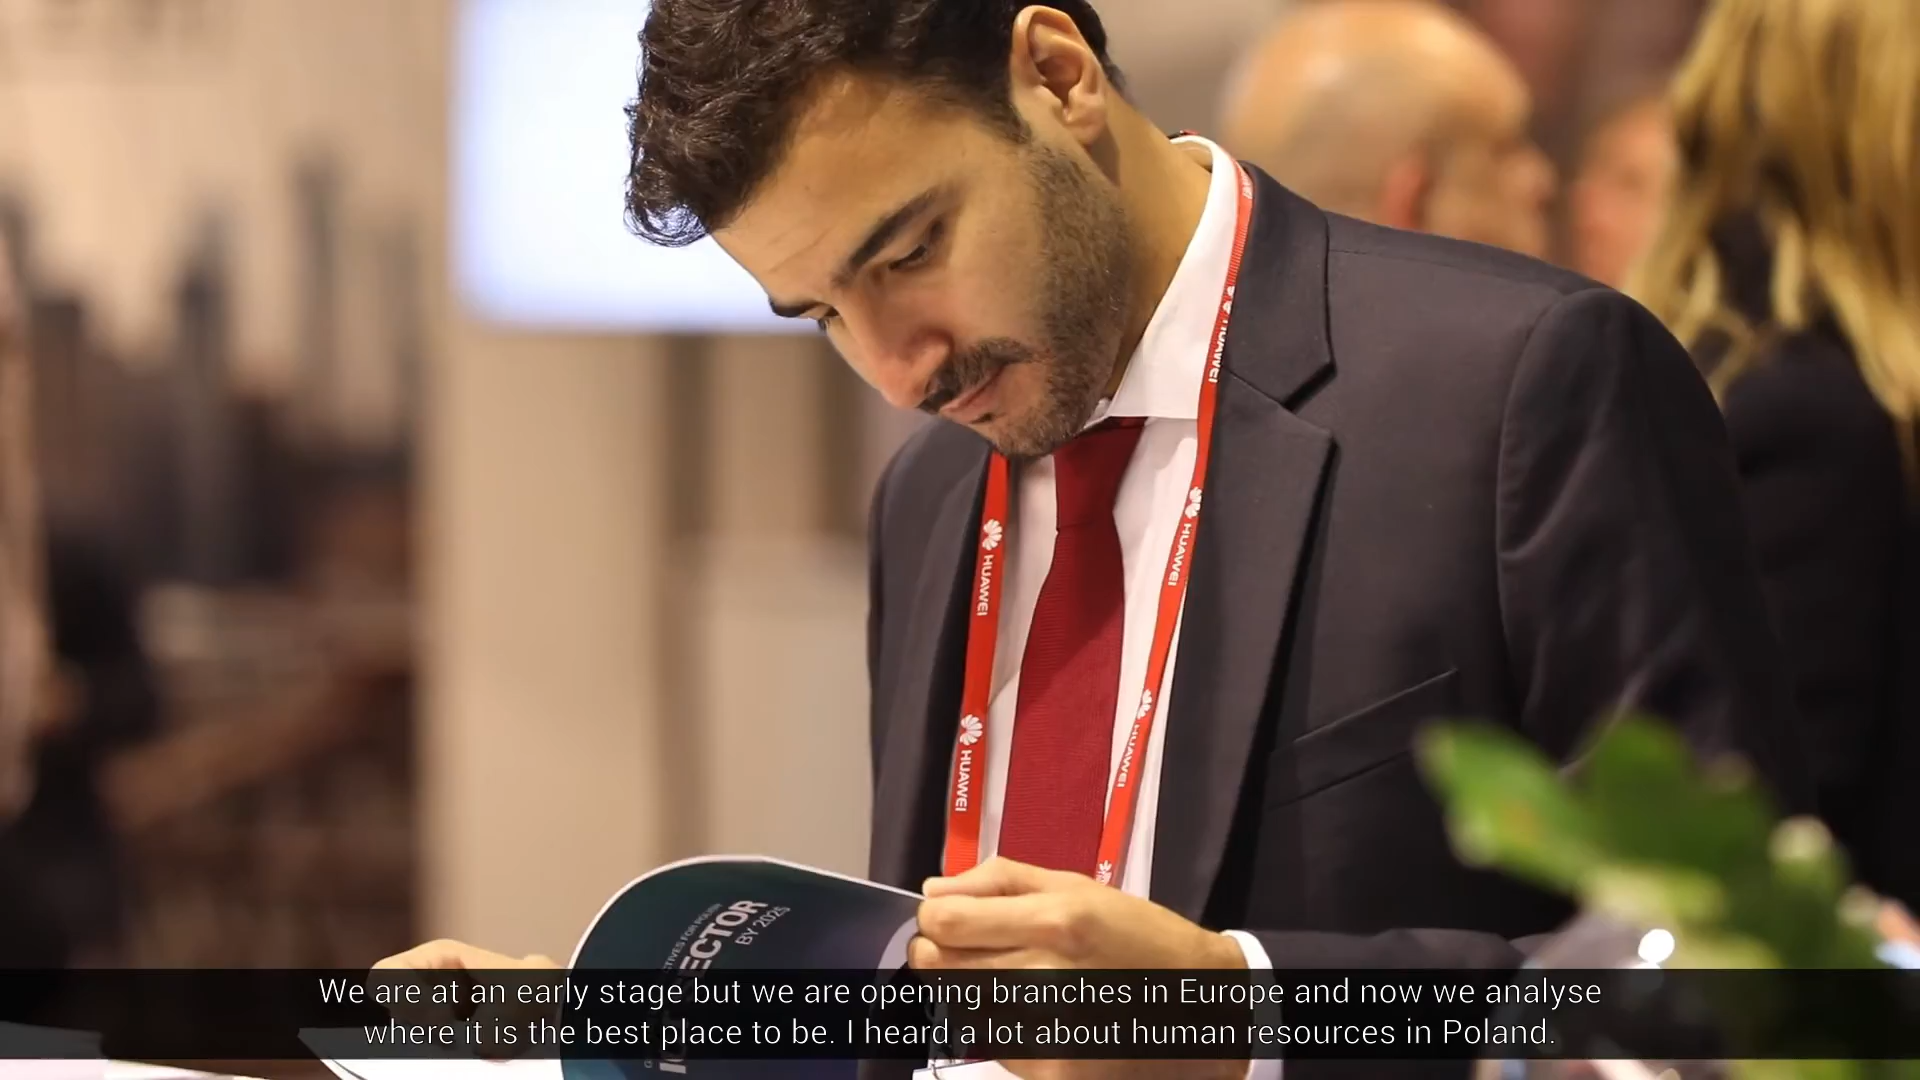 HUAWEI
HUAWEI
HUAWEI
HUAWEI
HUAWEI
BY 2025
We are at an early stage but we are opening branches in Europe and now we analyse
where it is the best place to be. I heard a lot about human resources in Poland.